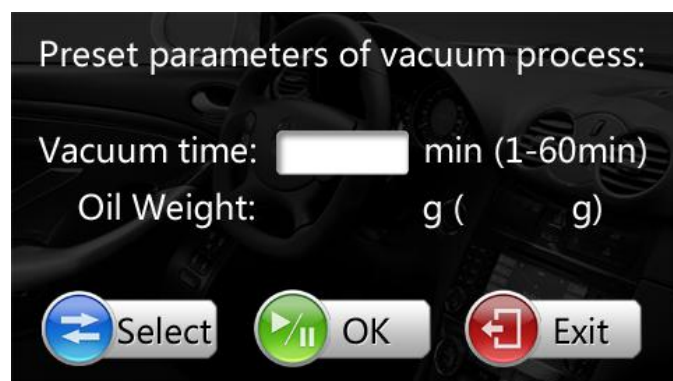 Preset parameters of vacuum process:
Vacuum time: min (1-60min)
Oil Weight: g ( g)
Select OK Exit